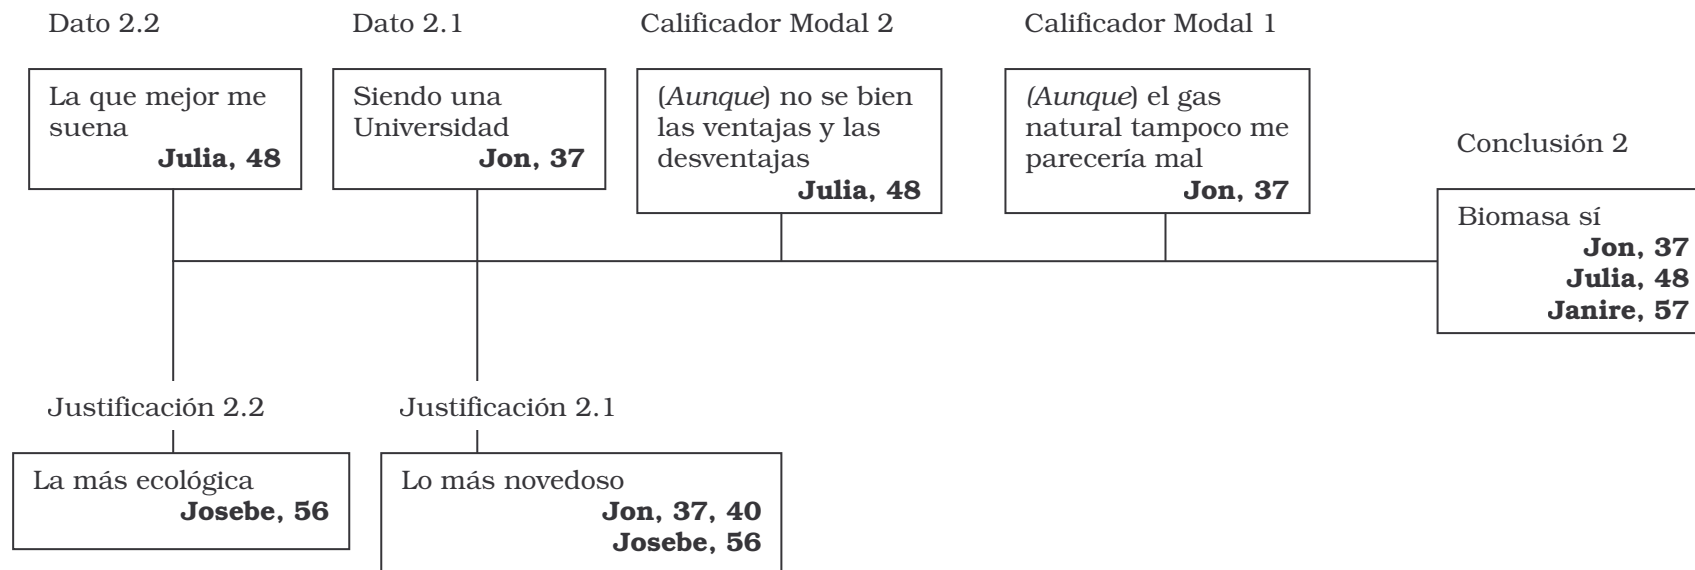 Dato 2.2
La que mejor me
suena
Julia, 48
Dato 2.1
Siendo una
Universidad
Jon, 37
Calificador Modal 2
(Aunque) no se bien
las ventajas y las
desventajas
Julia, 48
Calificador Modal 1
(Aunque) el gas
natural tampoco me
parecería mal
Jon, 37
Conclusión 2
Biomasa sí
Jon, 37
Julia, 48
Janire, 57
Justificación 2.2
La más ecológica
Josebe, 56
Justificación 2.1
Lo más novedoso
Jon, 37, 40
Josebe, 56